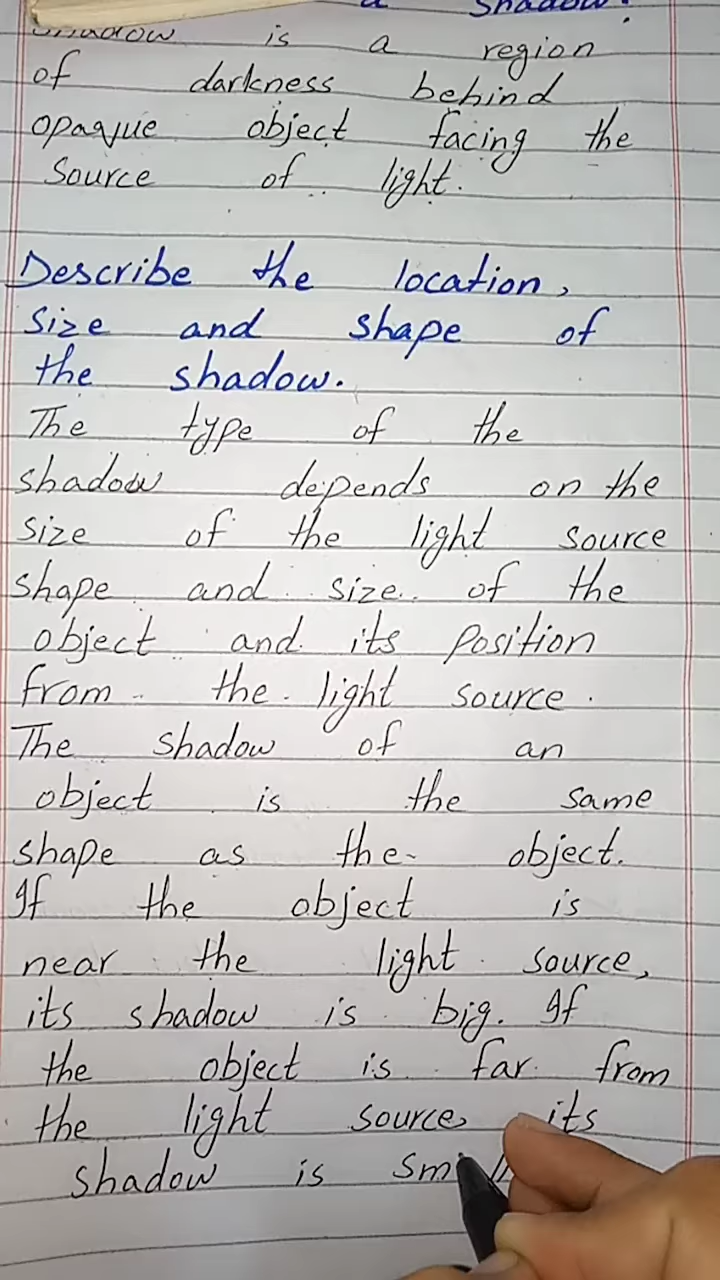 a shadow.
Shadow is a region
of darkness behind
opaque object facing the
Source of light.
Describe the location,
size and shape of
the shadow.
The type of the
shadow depends on the
size of the light source
shape and size of the
object and its position
from the light source.
The shadow of an
object is the same
shape as the object.
If the object is
near the light source,
its shadow is big. If
the object is far from
the light source, its
shadow is